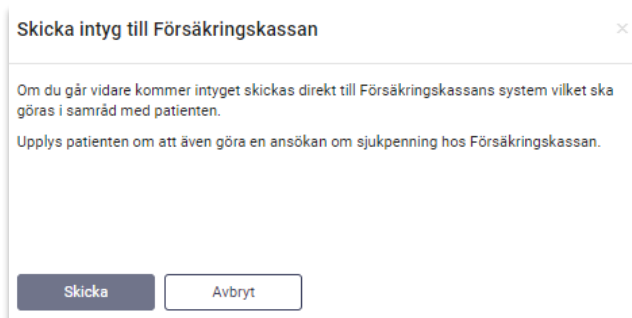 Skicka intyg till Försäkringskassan
Om du går vidare kommer intyget skickas direkt till Försäkringskassans system vilket ska
göras i samråd med patienten.
Upplys patienten om att även göra en ansökan om sjukpenning hos Försäkringskassan.
Skicka
Avbryt